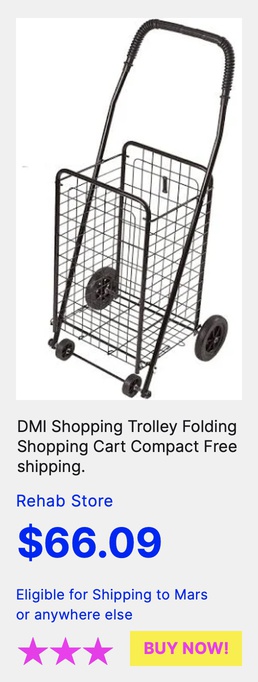 DMI Shopping Trolley Folding
Shopping Cart Compact Free
shipping.
Rehab Store
$66.09
Eligible for Shipping to Mars
or anywhere else
BUY NOW!